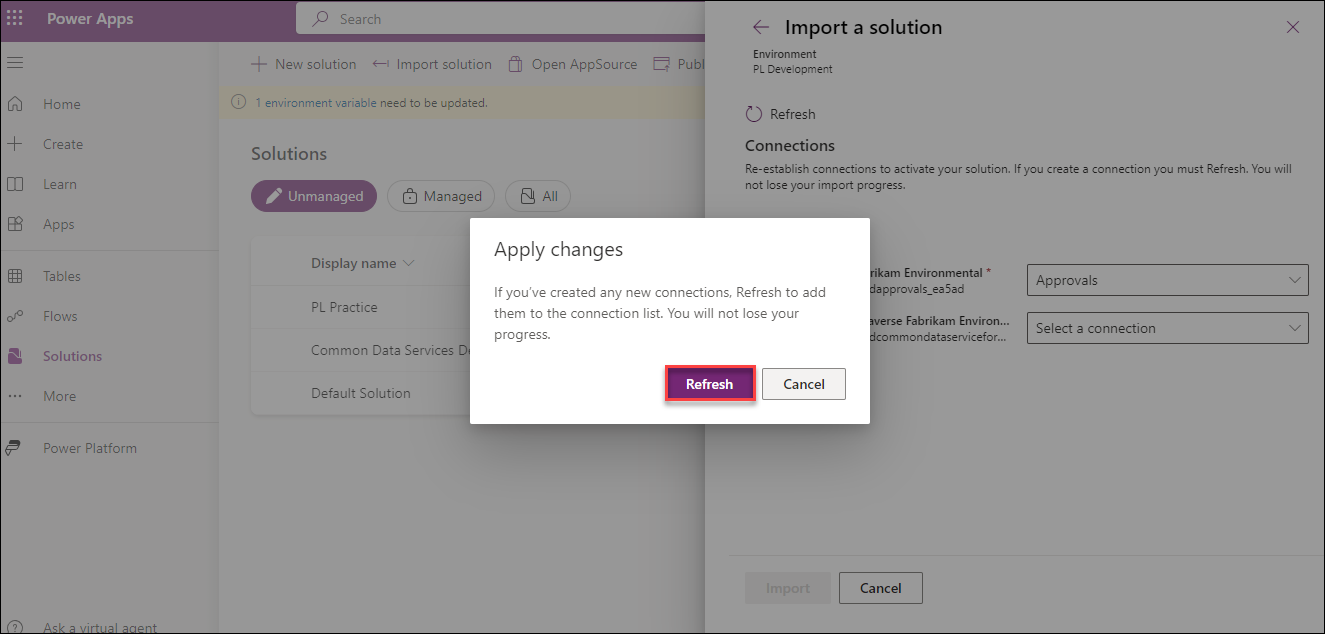 Power Apps
Search
Import a solution
Environment
PL Development
New solution
Import solution
Open AppSource
Publ
1 environment variable need to be updated.
Home
Create
Learn
Apps
Tables
Flows
Solutions
More
Power Platform
Ask a virtual agent
Solutions
Unmanaged
Managed
All
Display name
PL Practice
Common Data Services De
Default Solution
Refresh
Connections
Re-establish connections to activate your solution. If you create a connection you must Refresh. You will
not lose your import progress.
rikam Environmental *
dapprovals_ea5ad
Approvals
averse Fabrikam Environ...
dcommondataservicefor...
Select a connection
Apply changes
If you've created any new connections, Refresh to add
them to the connection list. You will not lose your
progress.
Refresh
Cancel
Import
Cancel